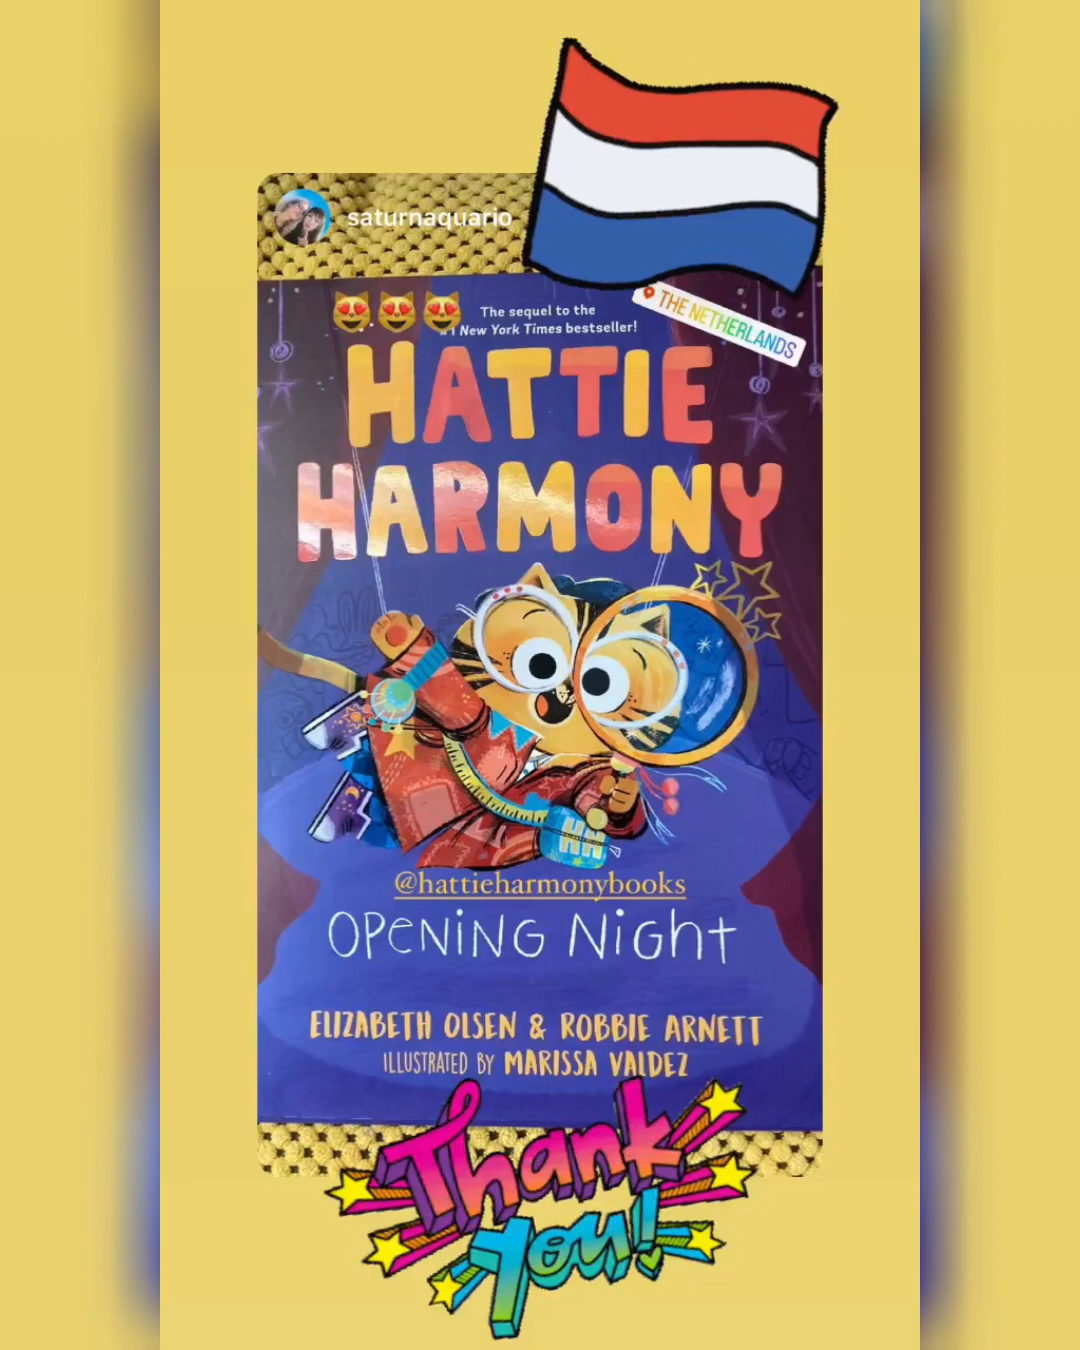 saturnaquario
The sequel to the
#1 New York Times bestseller!
THE NETHERLANDS
HATTIE
HARMONY
HH
@hattieharmonybooks
OPENING NIGHT
ELIZABETH OLSEN & ROBBIE ARNETT
ILLUSTRATED BY MARISSA VALDEZ
Thank
You!